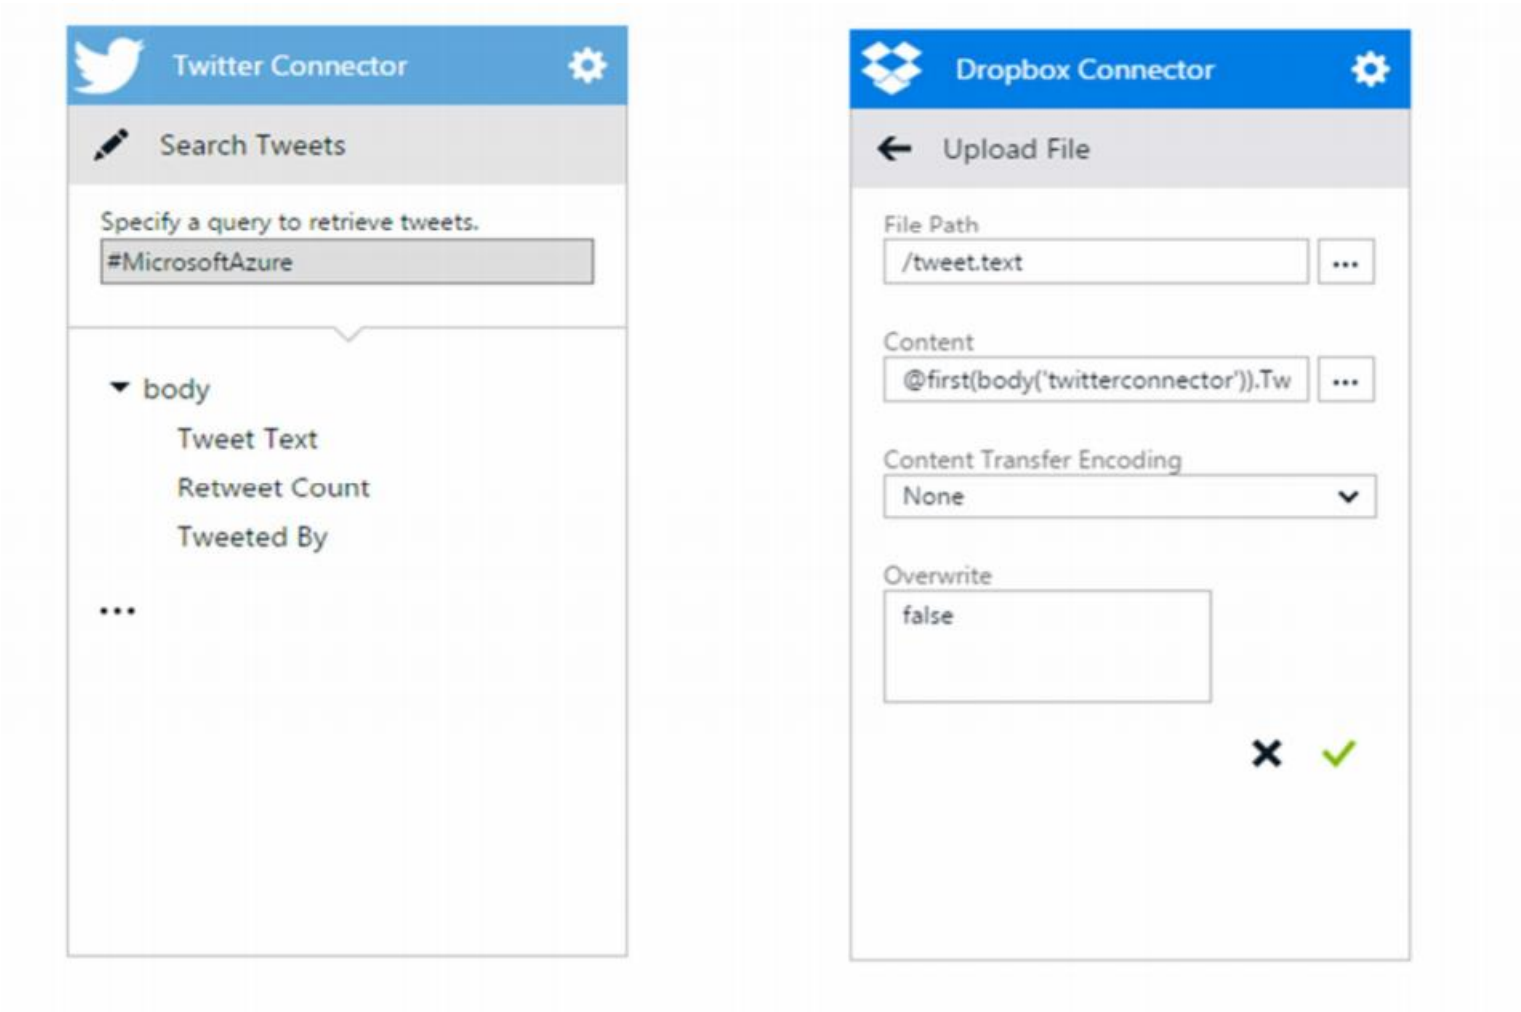 Twitter Connector
Search Tweets
Specify a query to retrieve tweets.
#MicrosoftAzure
body
Tweet Text
Retweet Count
Tweeted By
...
Dropbox Connector
Upload File
File Path
/tweet.text
...
Content
@first(body('twitterconnector')).Tw
...
Content Transfer Encoding
None
Overwrite
false